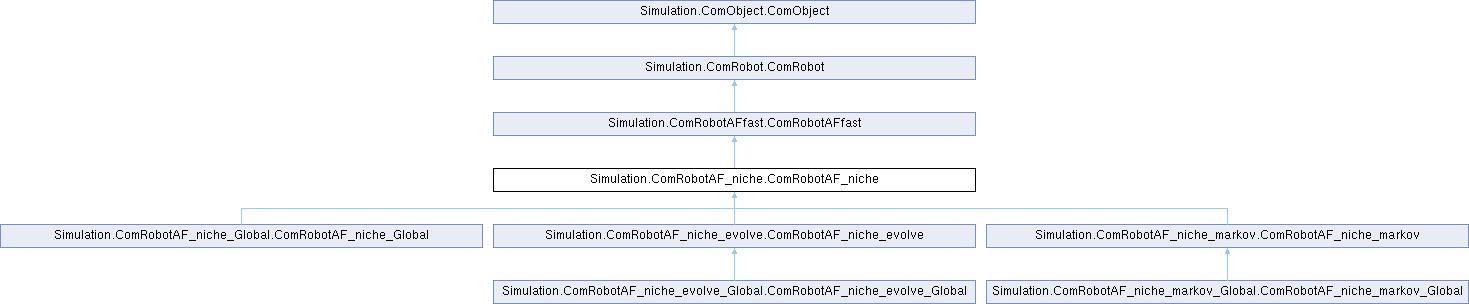 Simulation.ComObject.ComObject
Simulation.ComRobot.ComRobot
Simulation.ComRobotAFfast.ComRobotAFfast
Simulation.ComRobotAF_niche.ComRobotAF_niche
Simulation.ComRobotAF_niche_Global.ComRobotAF_niche_Global
Simulation.ComRobotAF_niche_evolve.ComRobotAF_niche_evolve
Simulation.ComRobotAF_niche_markov.ComRobotAF_niche_markov
Simulation.ComRobotAF_niche_evolve_Global.ComRobotAF_niche_evolve_Global
Simulation.ComRobotAF_niche_markov_Global.ComRobotAF_niche_markov_Global